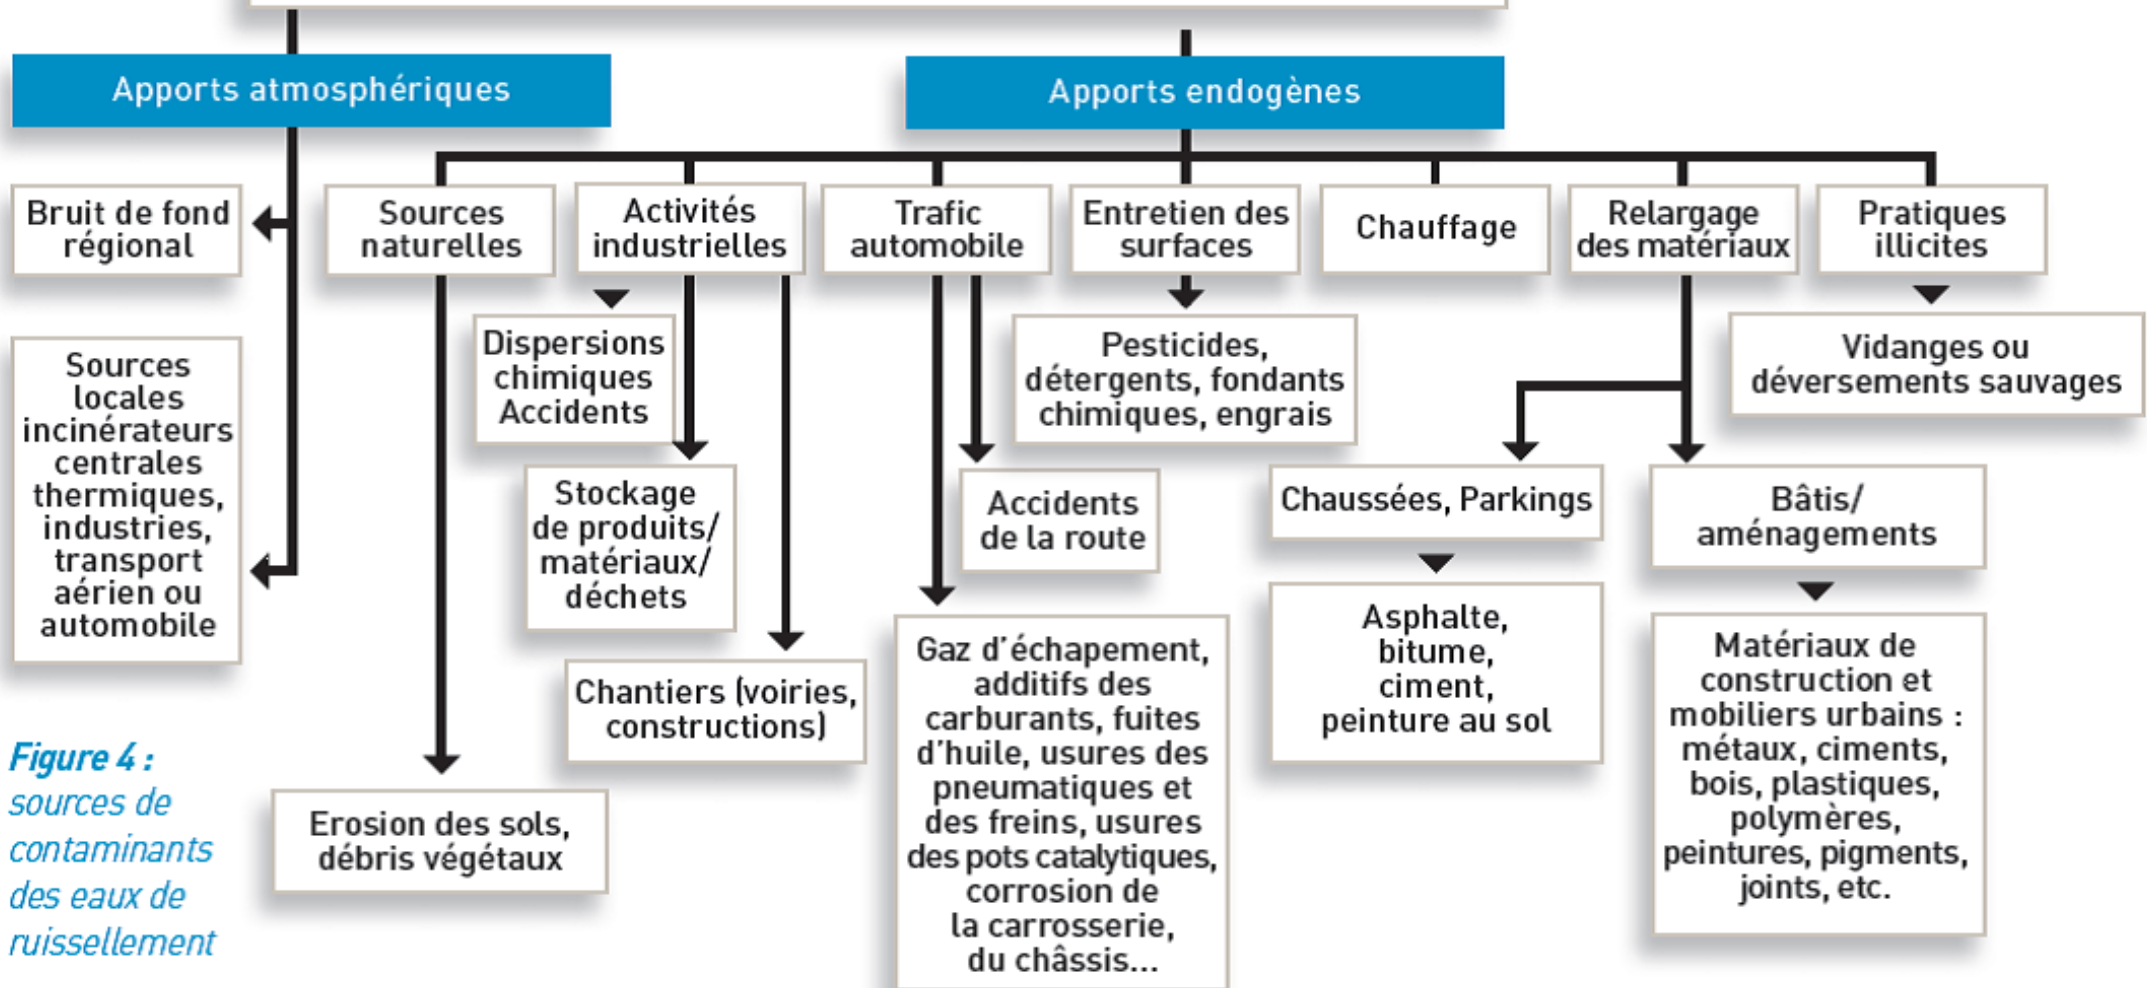 Apports atmosphériques
Apports endogènes
Bruit de fond
régional
Sources
naturelles
Activités
industrielles
Trafic
automobile
Entretien des
surfaces
Chauffage
Relargage
des matériaux
Pratiques
illicites
Sources
locales
incinérateurs
centrales
thermiques,
industries,
transport
aérien ou
automobile
Dispersions
chimiques
Accidents
Pesticides,
détergents, fondants
chimiques, engrais
Vidanges ou
déversements sauvages
Stockage
de produits/
matériaux/
déchets
Accidents
de la route
Chaussées, Parkings
Bâtis/
aménagements
Chantiers (voiries,
constructions)
Gaz d'échapement,
additifs des
carburants, fuites
d'huile, usures des
pneumatiques et
des freins, usures
des pots catalytiques,
corrosion de
la carrosserie,
du châssis...
Asphalte,
bitume,
ciment,
peinture au sol
Matériaux de
construction et
mobiliers urbains :
métaux, ciments,
bois, plastiques,
polymères,
peintures, pigments,
joints, etc.
Erosion des sols,
débris végétaux
Figure 4 :
sources de
contaminants
des eaux de
ruissellement